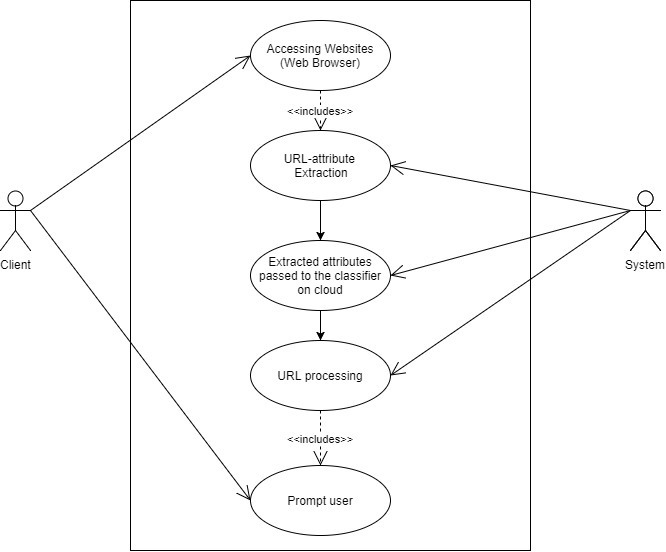 Accessing Websites
(Web Browser)
<<includes>>
URL-attribute
Extraction
Client
System
Extracted attributes
passed to the classifier
on cloud
URL processing
<<includes>>
Prompt user